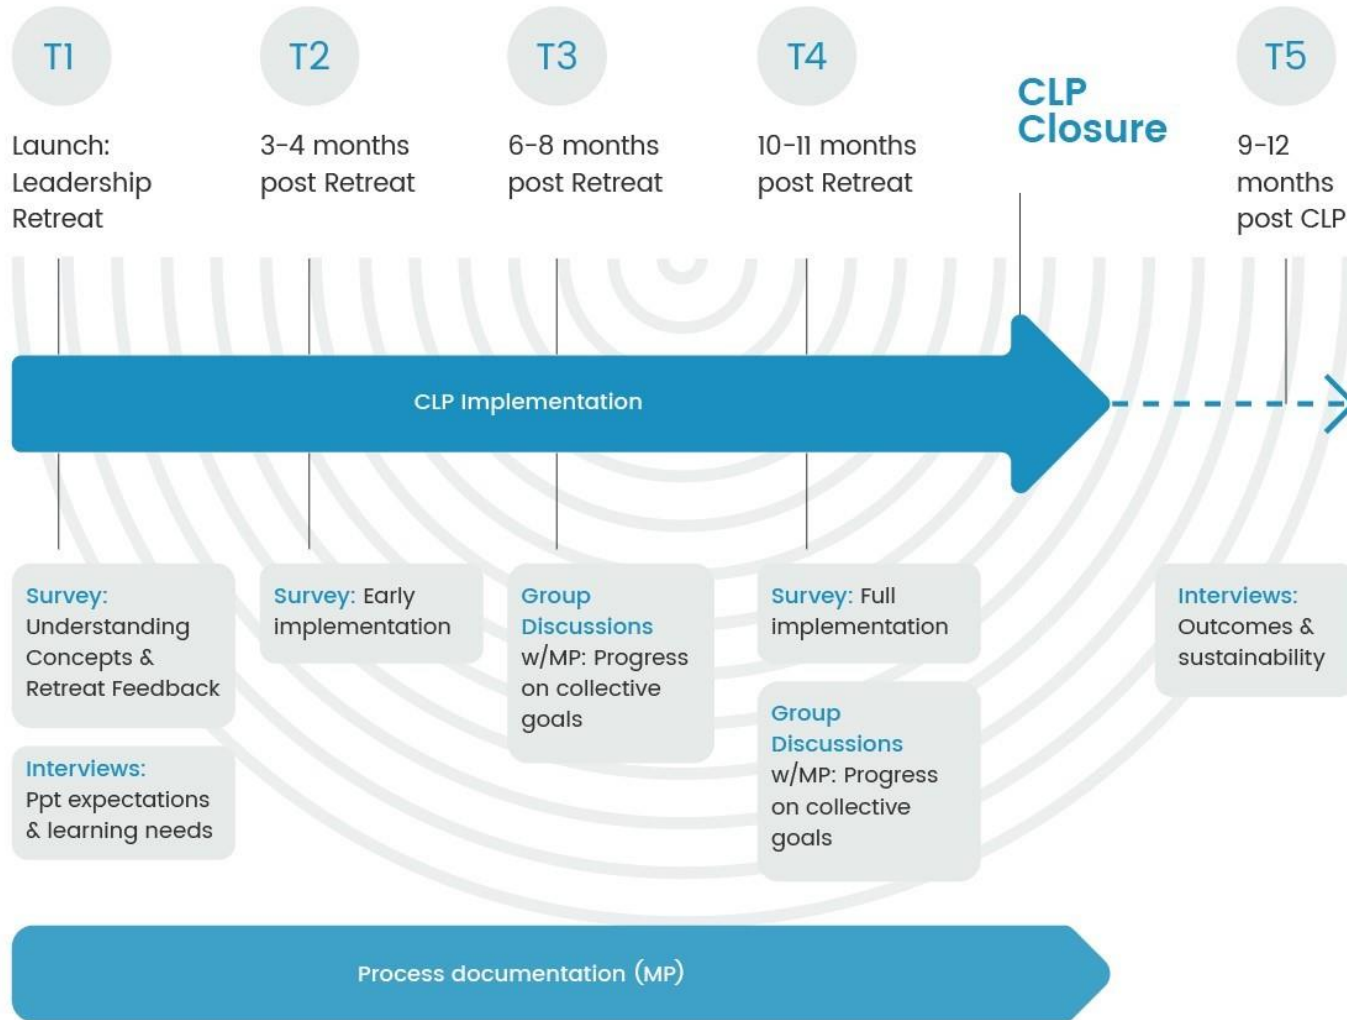 T1
Launch:
Leadership
Retreat
T2
3-4 months
post Retreat
T3
6-8 months
post Retreat
T4
10-11 months
post Retreat
CLP
Closure
T5
9-12
months
post CLP
CLP Implementation
Survey:
Understanding
Concepts &
Retreat Feedback
Interviews:
Ppt expectations
& learning needs
Survey: Early
implementation
Group
Discussions
w/MP: Progress
on collective
goals
Survey: Full
implementation
Group
Discussions
w/MP: Progress
on collective
goals
Interviews:
Outcomes &
sustainability
Process documentation (MP)